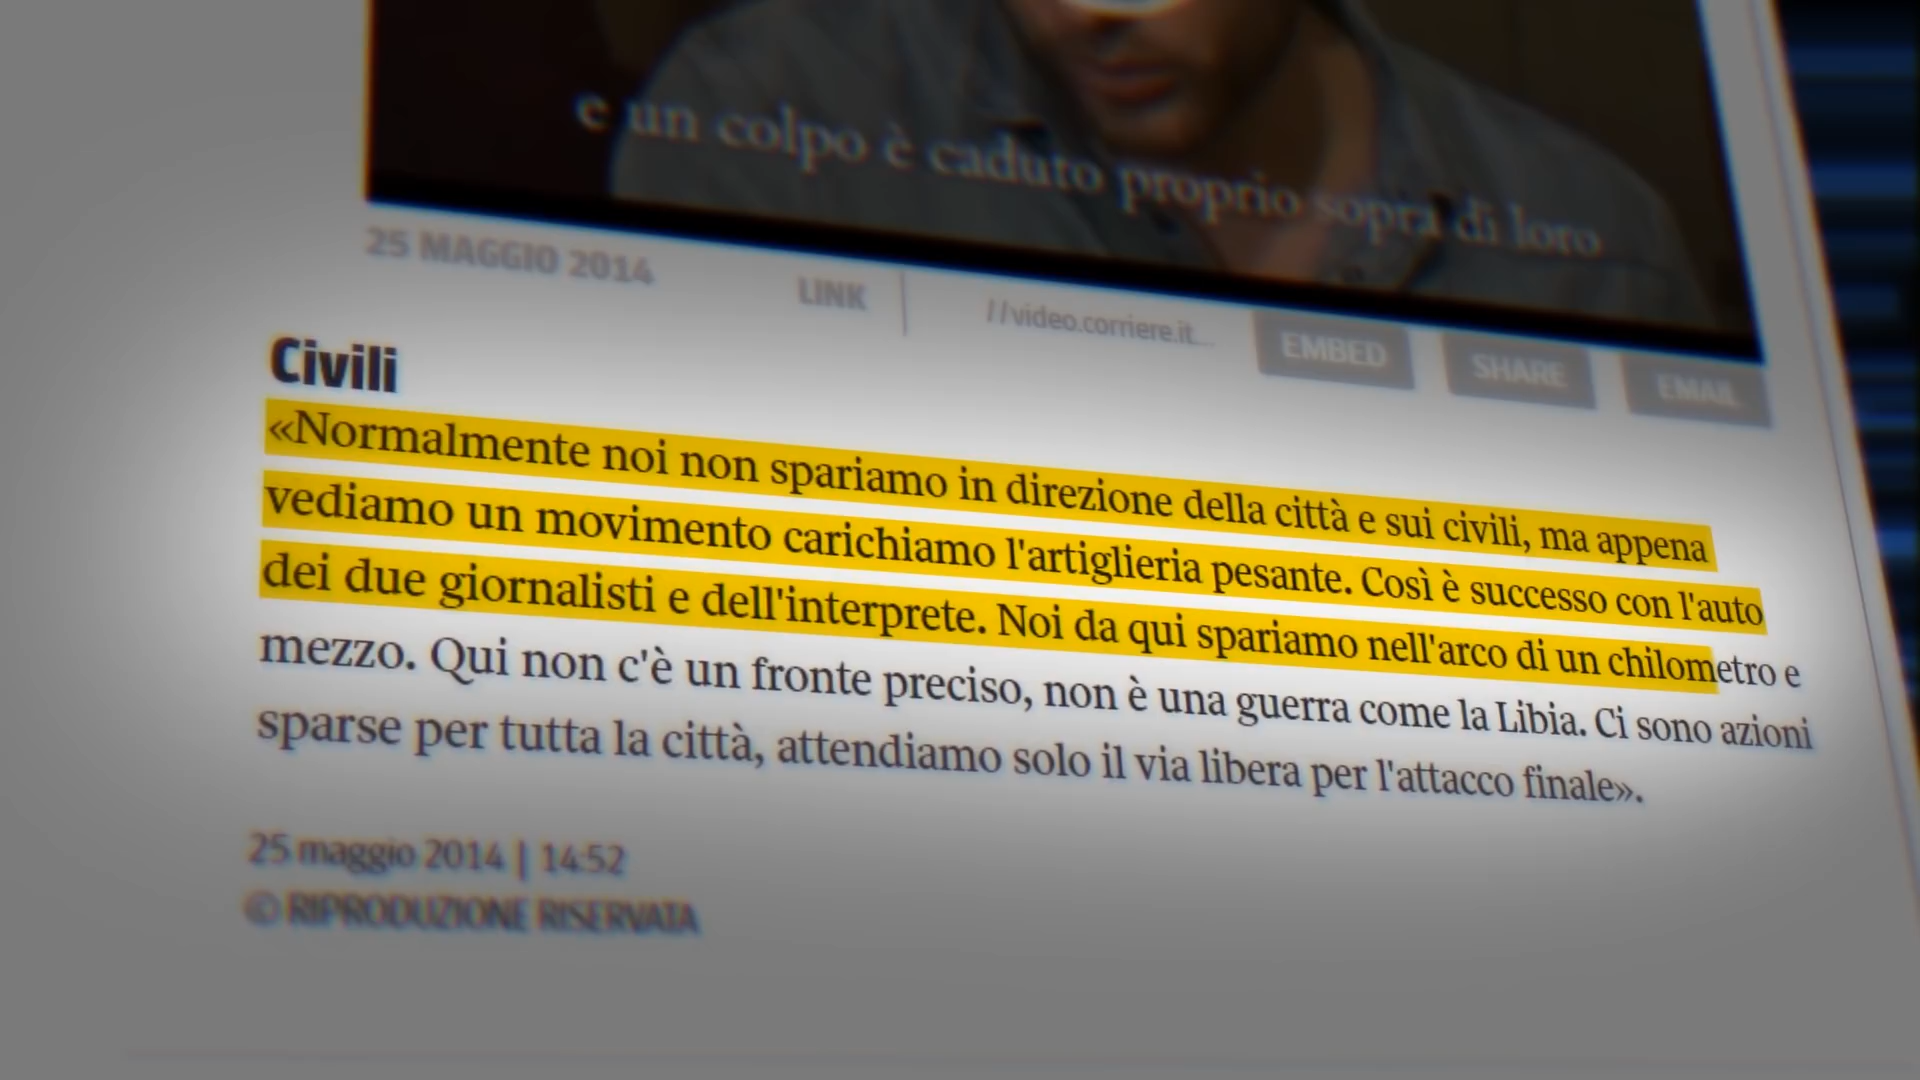 e un colpo è caduto proprio sopra di loro
25 MAGGIO 2014
LINK
//video.corriere.it...
EMBED
SHARE
EMAIL
Civili
«Normalmente noi non spariamo in direzione della città e sui civili, ma appena
vediamo un movimento carichiamo l'artiglieria pesante. Così è successo con l'auto
dei due giornalisti e dell'interprete. Noi da qui spariamo nell'arco di un chilometro e
mezzo. Qui non c'è un fronte preciso, non è una guerra come la Libia. Ci sono azioni
sparse per tutta la città, attendiamo solo il via libera per l'attacco finale».
25 maggio 2014 | 14:52
© RIPRODUZIONE RISERVATA